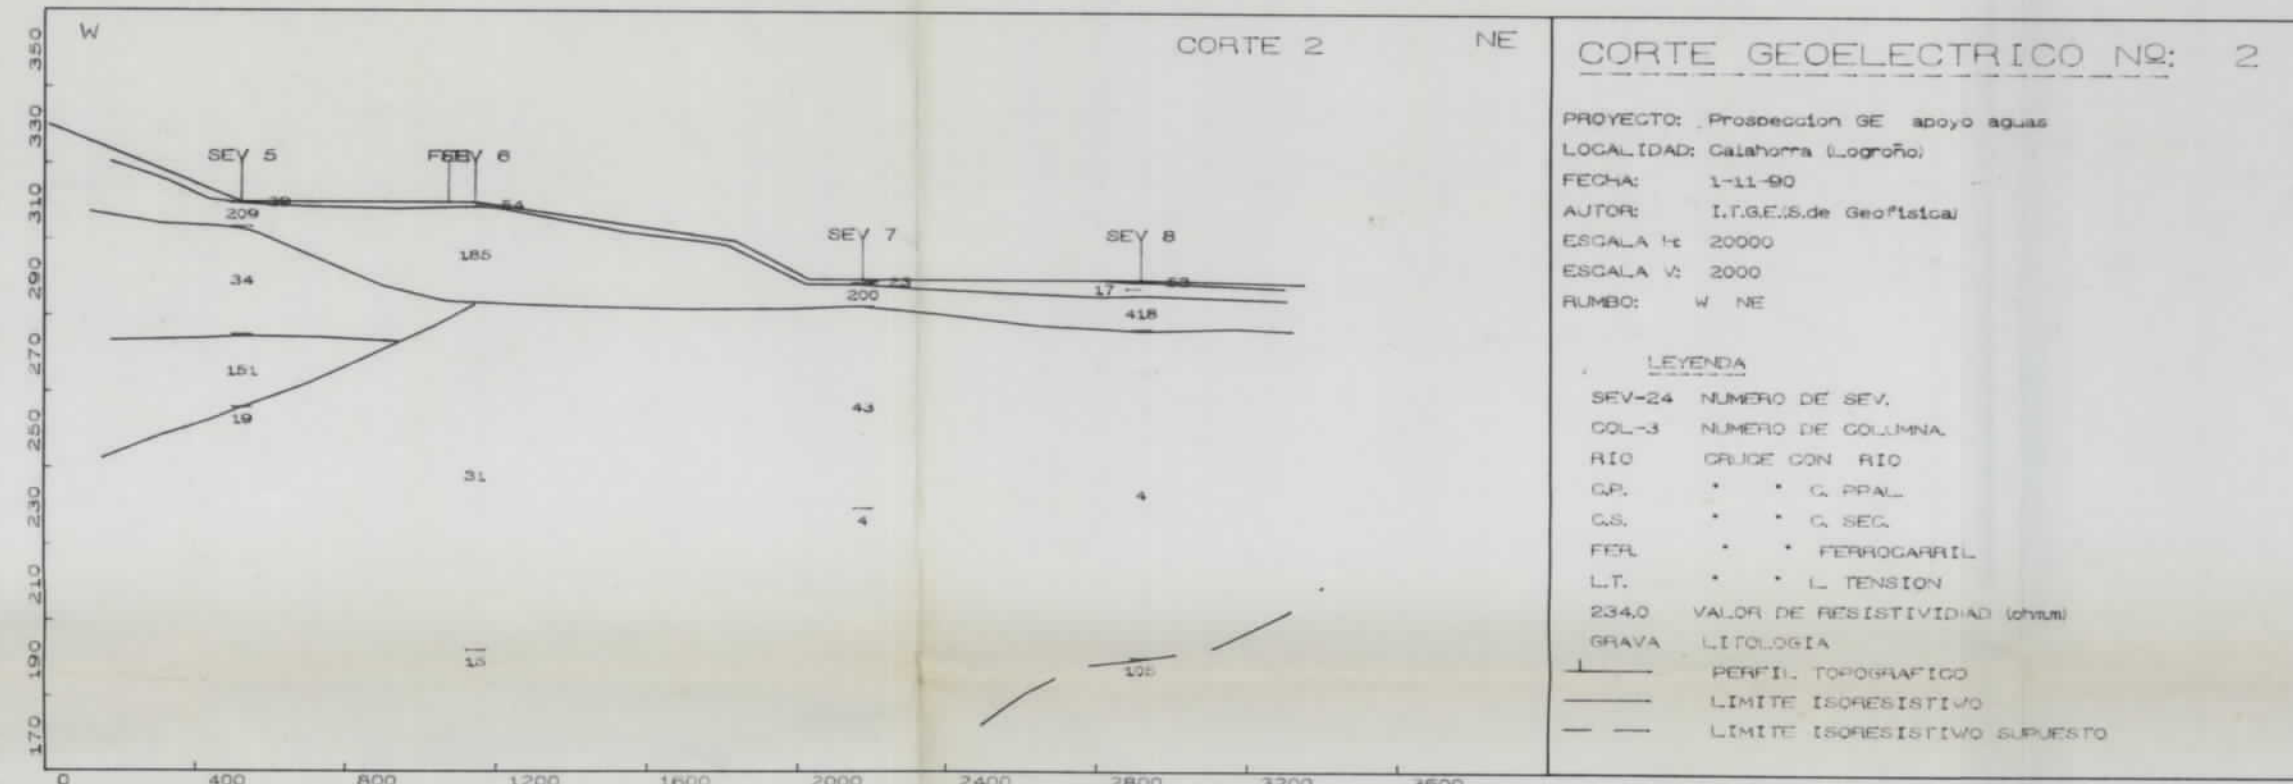 W
CORTE 2
NE
350
330
310
290
270
250
230
210
190
170
SEV 5
SEV 6
SEV 7
SEV 8
209
54
185
34
151
19
31
15
23
200
43
4
17
53
418
4
105
0
400
800
1200
1600
2000
2400
2800
3200
3600
CORTE GEOELECTRICO Nº: 2
PROYECTO: Prospeccion GE apoyo aguas
LOCALIDAD: Calahorra (Logroño)
FECHA: 1-11-90
AUTOR: I.T.G.E.(S.de Geofisica)
ESCALA H: 20000
ESCALA V: 2000
RUMBO: W NE
LEYENDA
SEV-24 NUMERO DE SEV.
COL-3 NUMERO DE COLUMNA.
RIO CRUCE CON RIO
C.P. " " C. PPAL.
C.S. " " C. SEC.
FER. " " FERROCARRIL
L.T. " " L. TENSION
234.0 VALOR DE RESISTIVIDAD (ohm.m)
GRAVA LITOLOGIA
PERFIL TOPOGRAFICO
LIMITE ISORESISTIVO
LIMITE ISORESISTIVO SUPUESTO